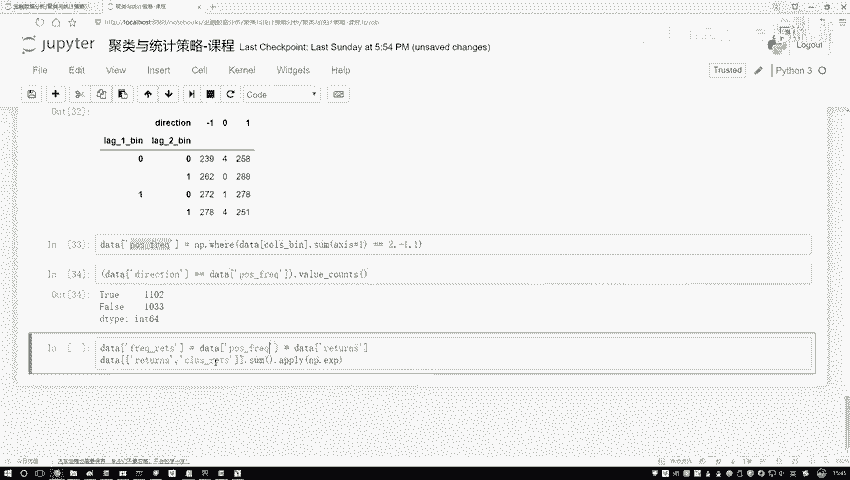 jupyter 聚类与统计策略-课程 Last Checkpoint: Last Sunday at 5:54 PM (unsaved changes)
Logout
File Edit View Insert Cell Kernel Widgets Help
Trusted Python 3
Code
Out[32]:
direction -1 0 1
lag_1_bin lag_2_bin
0 0 239 4 258
1 262 0 288
1 0 272 1 278
1 278 4 251
In [33]: data['pos_freq'] = np.where(data[cols_bin].sum(axis=1) == 2,-1,1)
In [34]: (data['direction'] == data['pos_freq']).value_counts()
Out[34]: True 1102
False 1033
dtype: int64
In [ ]: data['freq_rets'] = data['pos_freq'] * data['returns']
data[['returns','clus_rets']].sum().apply(np.exp)
15:45